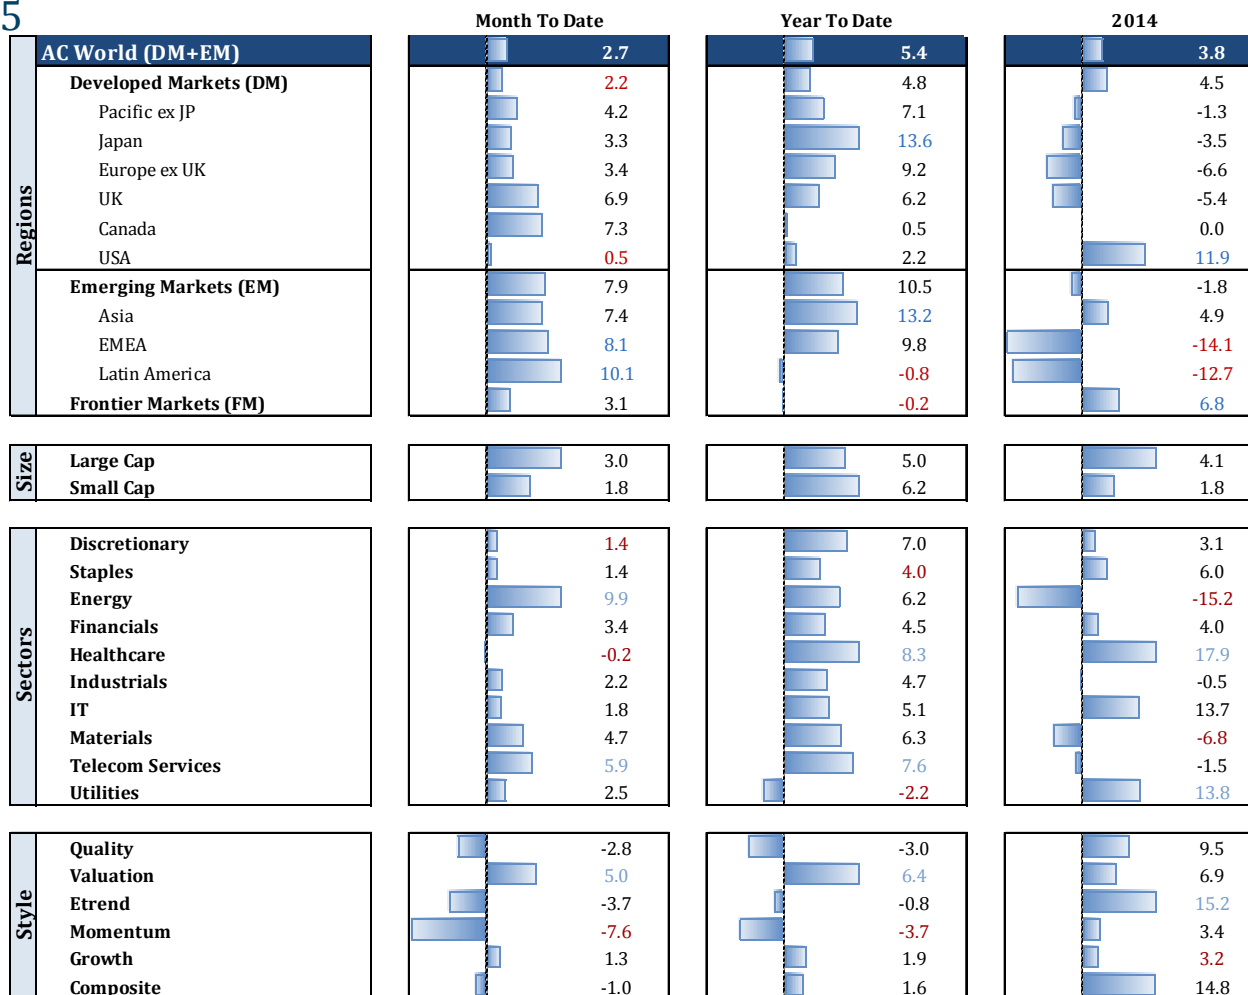 5
Month To Date Year To Date 2014
AC World (DM+EM) 2.7 5.4 3.8
Developed Markets (DM) 2.2 4.8 4.5
Pacific ex JP 4.2 7.1 -1.3
Japan 3.3 13.6 -3.5
Europe ex UK 3.4 9.2 -6.6
UK 6.9 6.2 -5.4
Canada 7.3 0.5 0.0
USA 0.5 2.2 11.9
Regions
Emerging Markets (EM) 7.9 10.5 -1.8
Asia 7.4 13.2 4.9
EMEA 8.1 9.8 -14.1
Latin America 10.1 -0.8 -12.7
Frontier Markets (FM) 3.1 -0.2 6.8
Size
Large Cap 3.0 5.0 4.1
Small Cap 1.8 6.2 1.8
Sectors
Discretionary 1.4 7.0 3.1
Staples 1.4 4.0 6.0
Energy 9.9 6.2 -15.2
Financials 3.4 4.5 4.0
Healthcare -0.2 8.3 17.9
Industrials 2.2 4.7 -0.5
IT 1.8 5.1 13.7
Materials 4.7 6.3 -6.8
Telecom Services 5.9 7.6 -1.5
Utilities 2.5 -2.2 13.8
Style
Quality -2.8 -3.0 9.5
Valuation 5.0 6.4 6.9
Etrend -3.7 -0.8 15.2
Momentum -7.6 -3.7 3.4
Growth 1.3 1.9 3.2
Composite -1.0 1.6 14.8